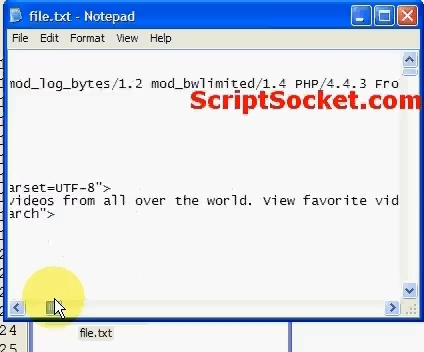 file.txt - Notepad
File Edit Format View Help
mod_log_bytes/1.2 mod_bwlimited/1.4 PHP/4.4.3 Fro
ScriptSocket.com
arset=UTF-8">
videos from all over the world. View favorite vid
arch">
24
file.txt
25